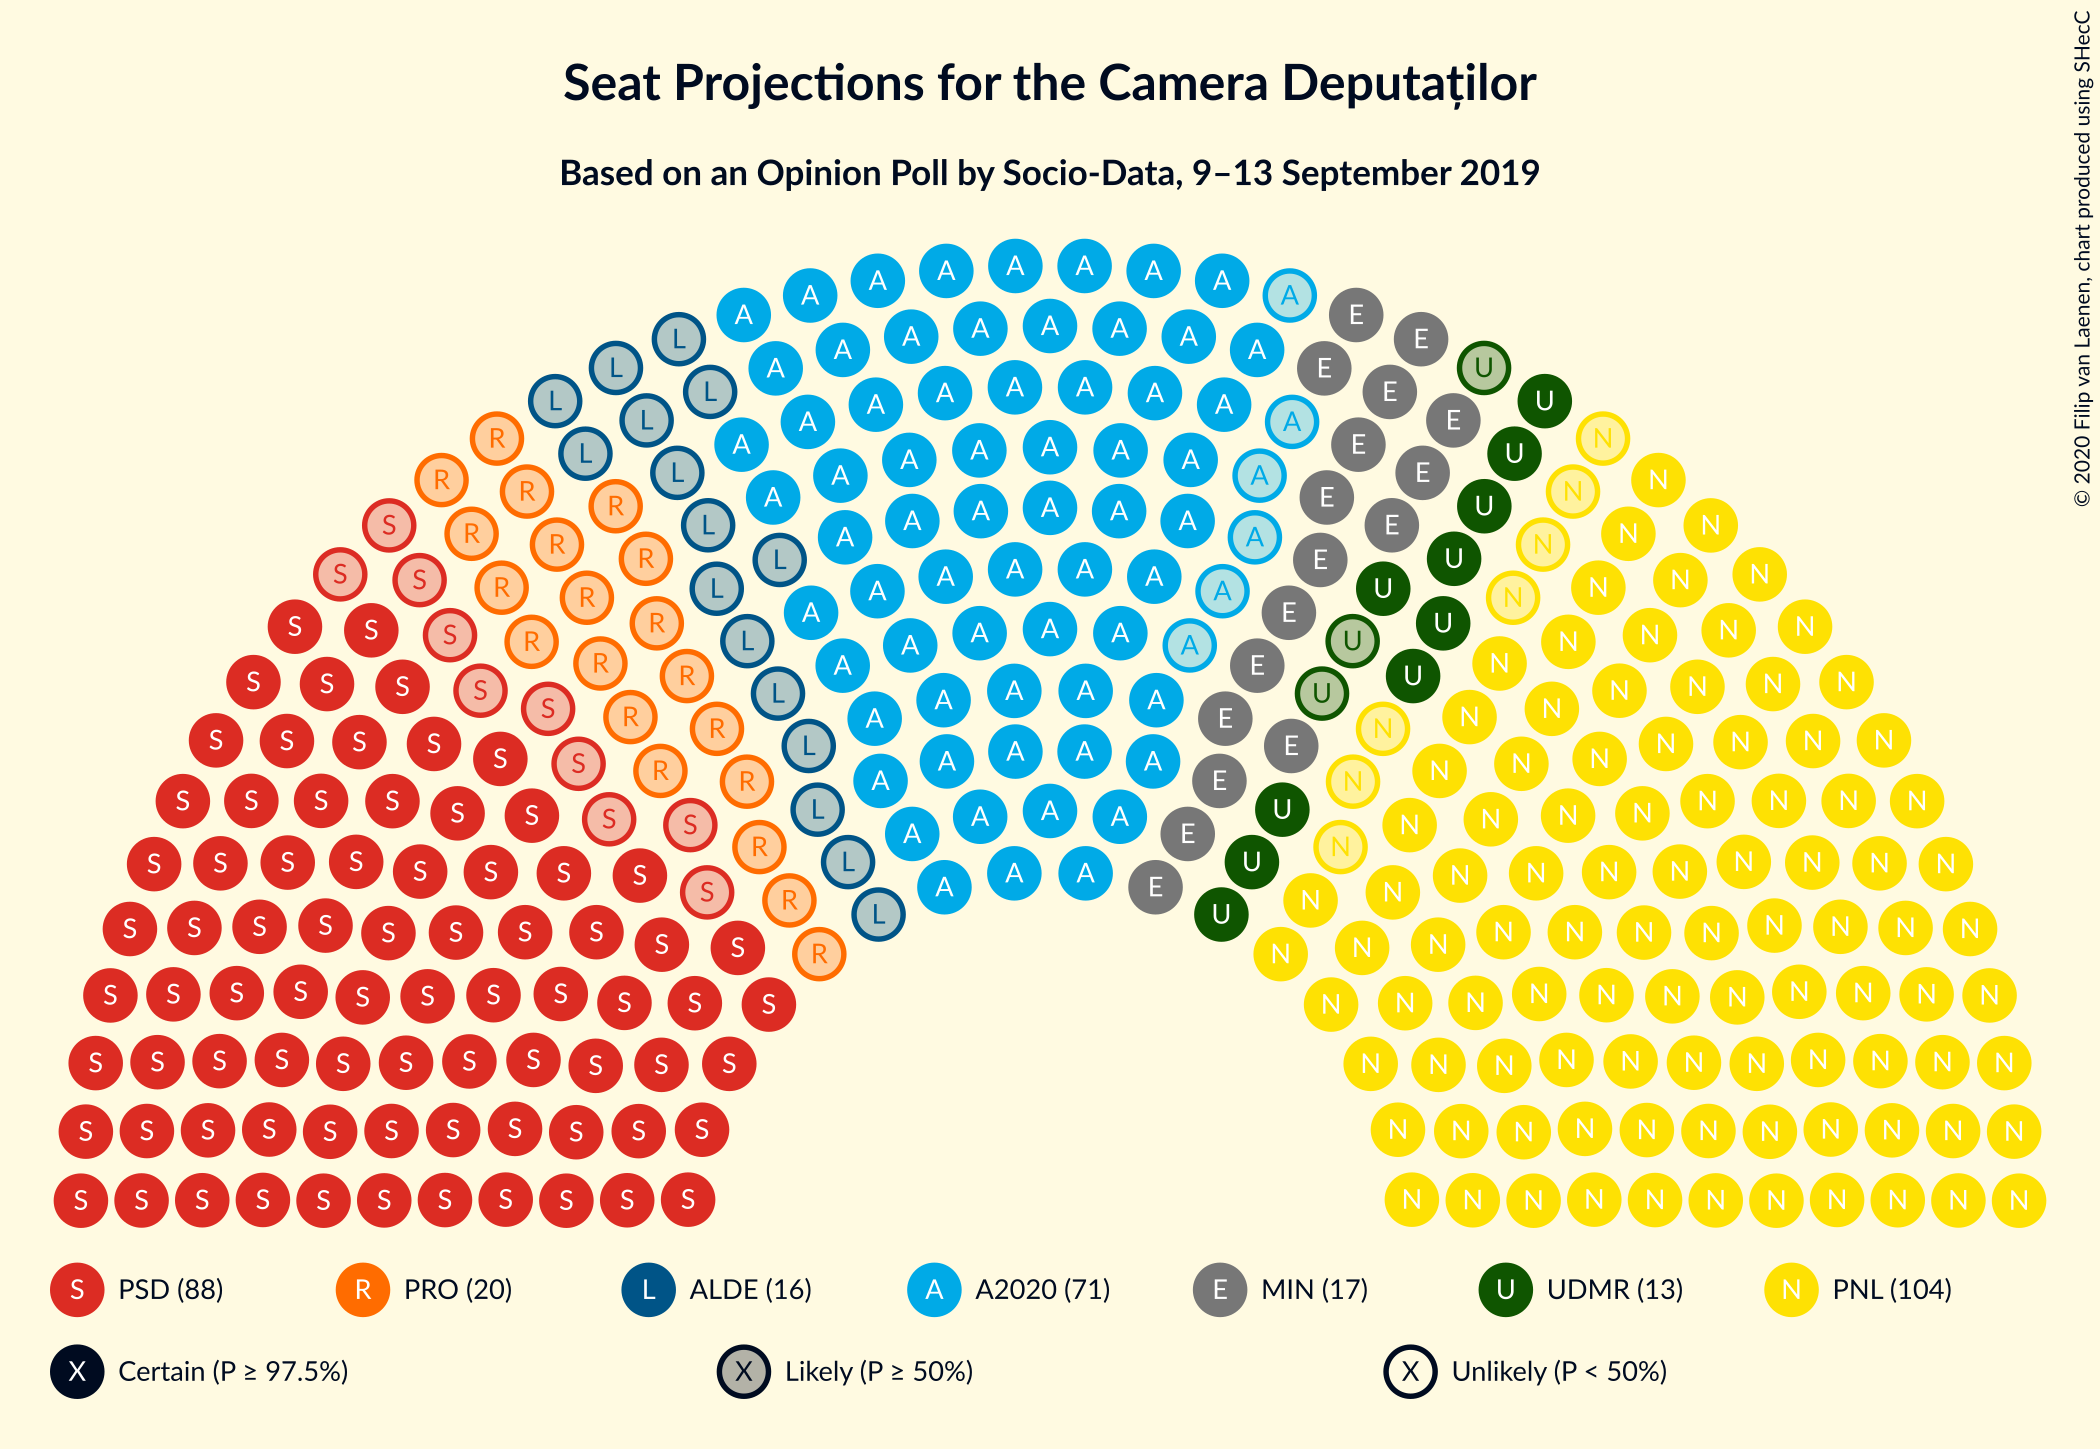 Seat Projections for the Camera Deputaților
Based on an Opinion Poll by Socio-Data, 9–13 September 2019
© 2020 Filip van Laenen, chart produced using SHecC
S PSD (88) R PRO (20) L ALDE (16) A A2020 (71) E MIN (17) U UDMR (13) N PNL (104)
X Certain (P ≥ 97.5%) X Likely (P ≥ 50%) X Unlikely (P < 50%)